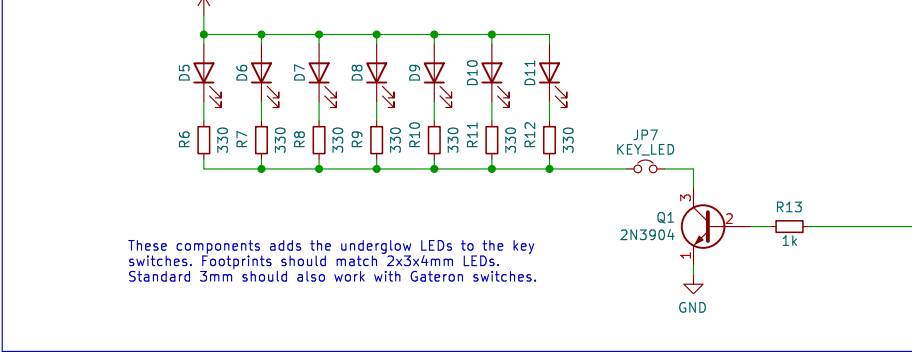 D5
D6
D7
D8
D9
D10
D11
R6
330
R7
330
R8
330
R9
330
R10
330
R11
330
R12
330
JP7
KEY_LED
3
Q1
2
2N3904
1
R13
1k
GND
These components adds the underglow LEDs to the key
switches. Footprints should match 2x3x4mm LEDs.
Standard 3mm should also work with Gateron switches.